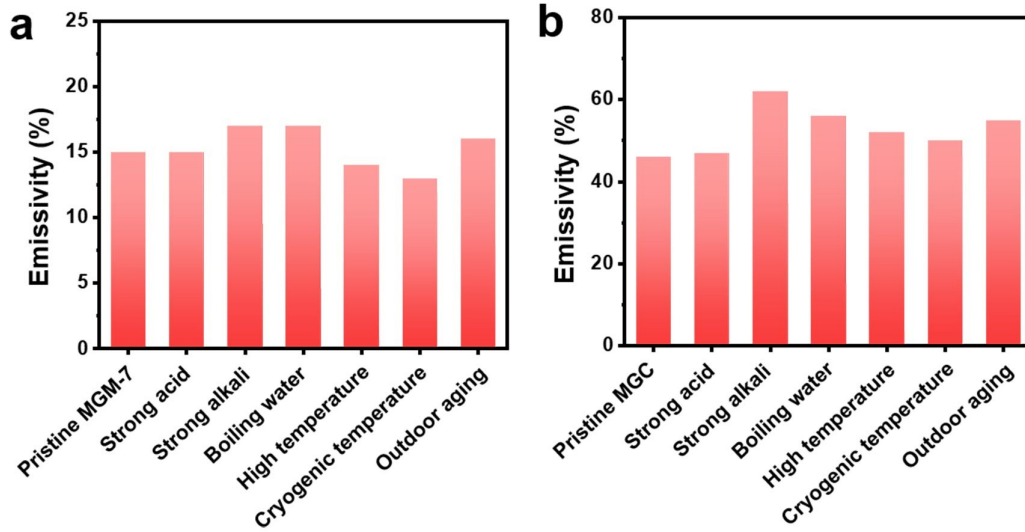 a
Emissivity (%)
25
20
15
10
5
0
Pristine MGM-7
Strong acid
Strong alkali
Boiling water
High temperature
Cryogenic temperature
Outdoor aging
b
Emissivity (%)
80
60
40
20
0
Pristine MGC
Strong acid
Strong alkali
Boiling water
High temperature
Cryogenic temperature
Outdoor aging